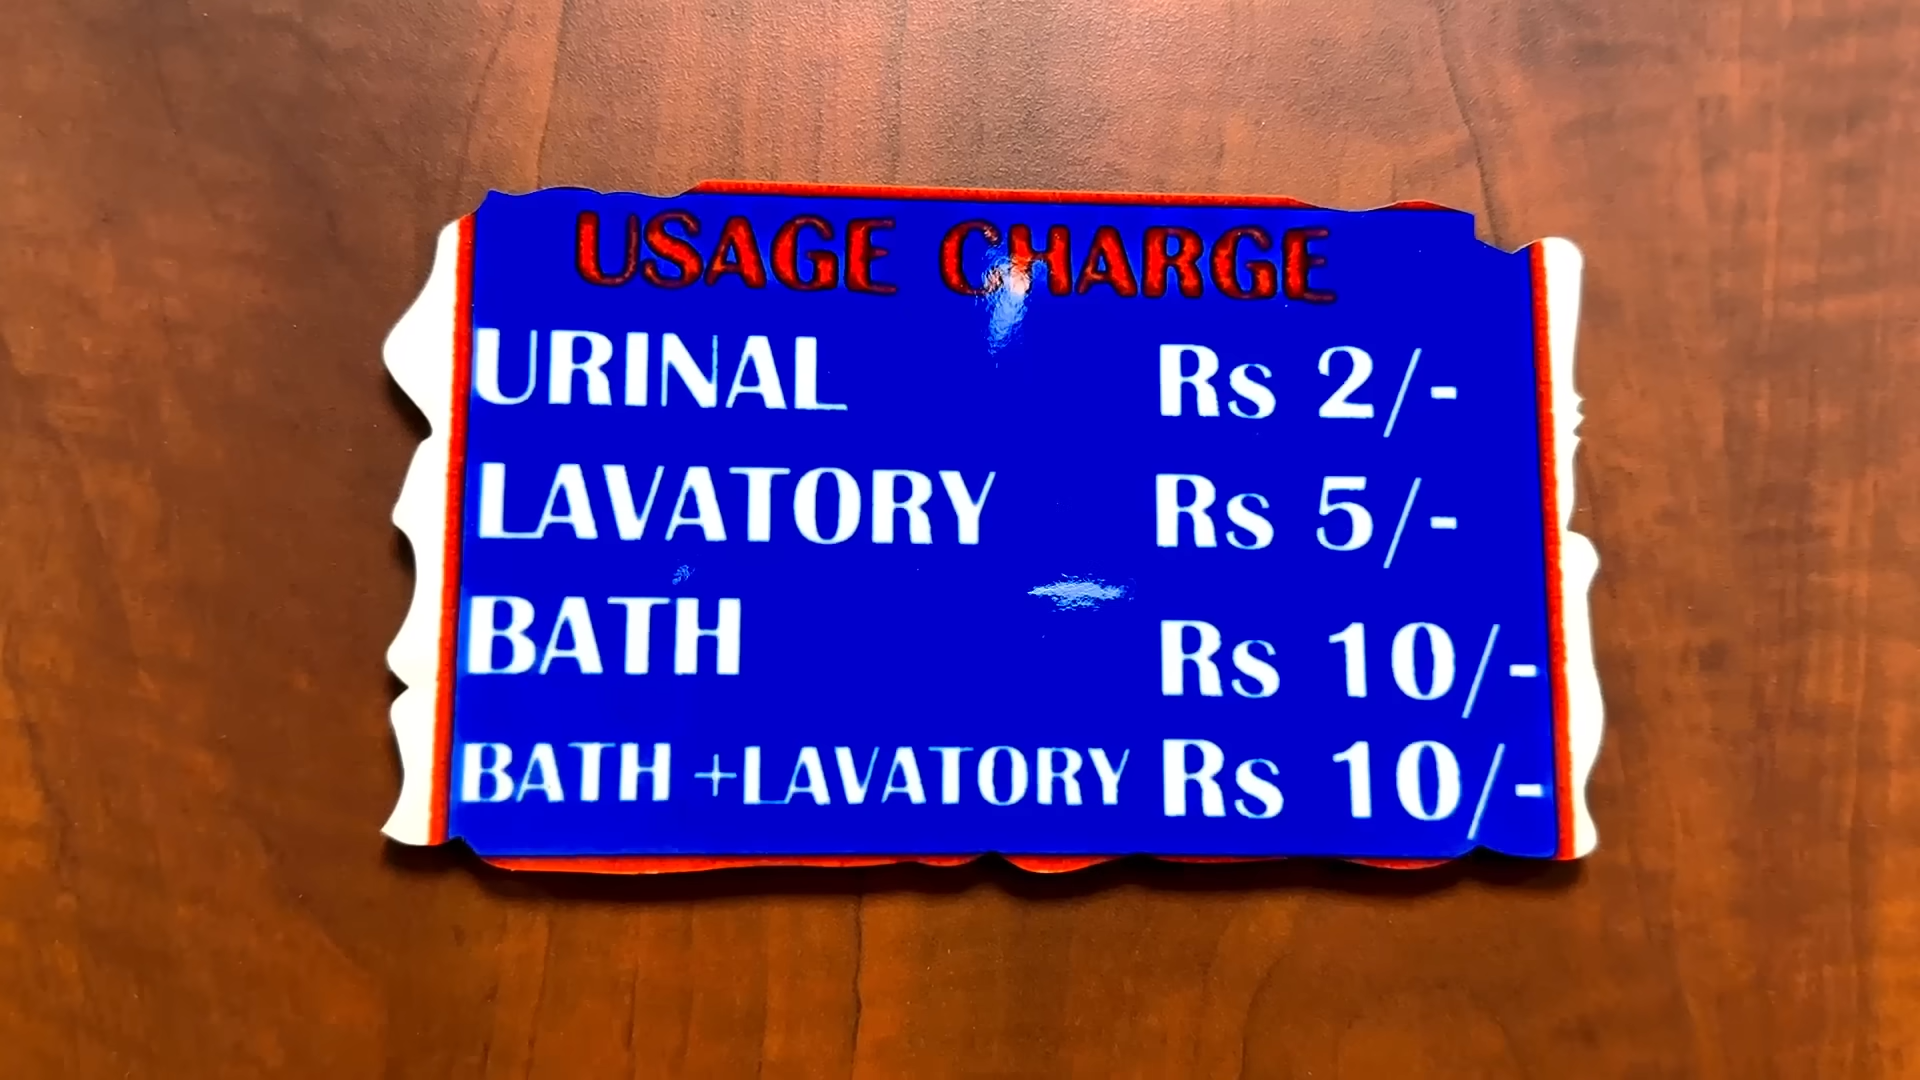 USAGE CHARGE
URINAL Rs 2/-
LAVATORY Rs 5/-
BATH Rs 10/-
BATH +LAVATORY Rs 10/-